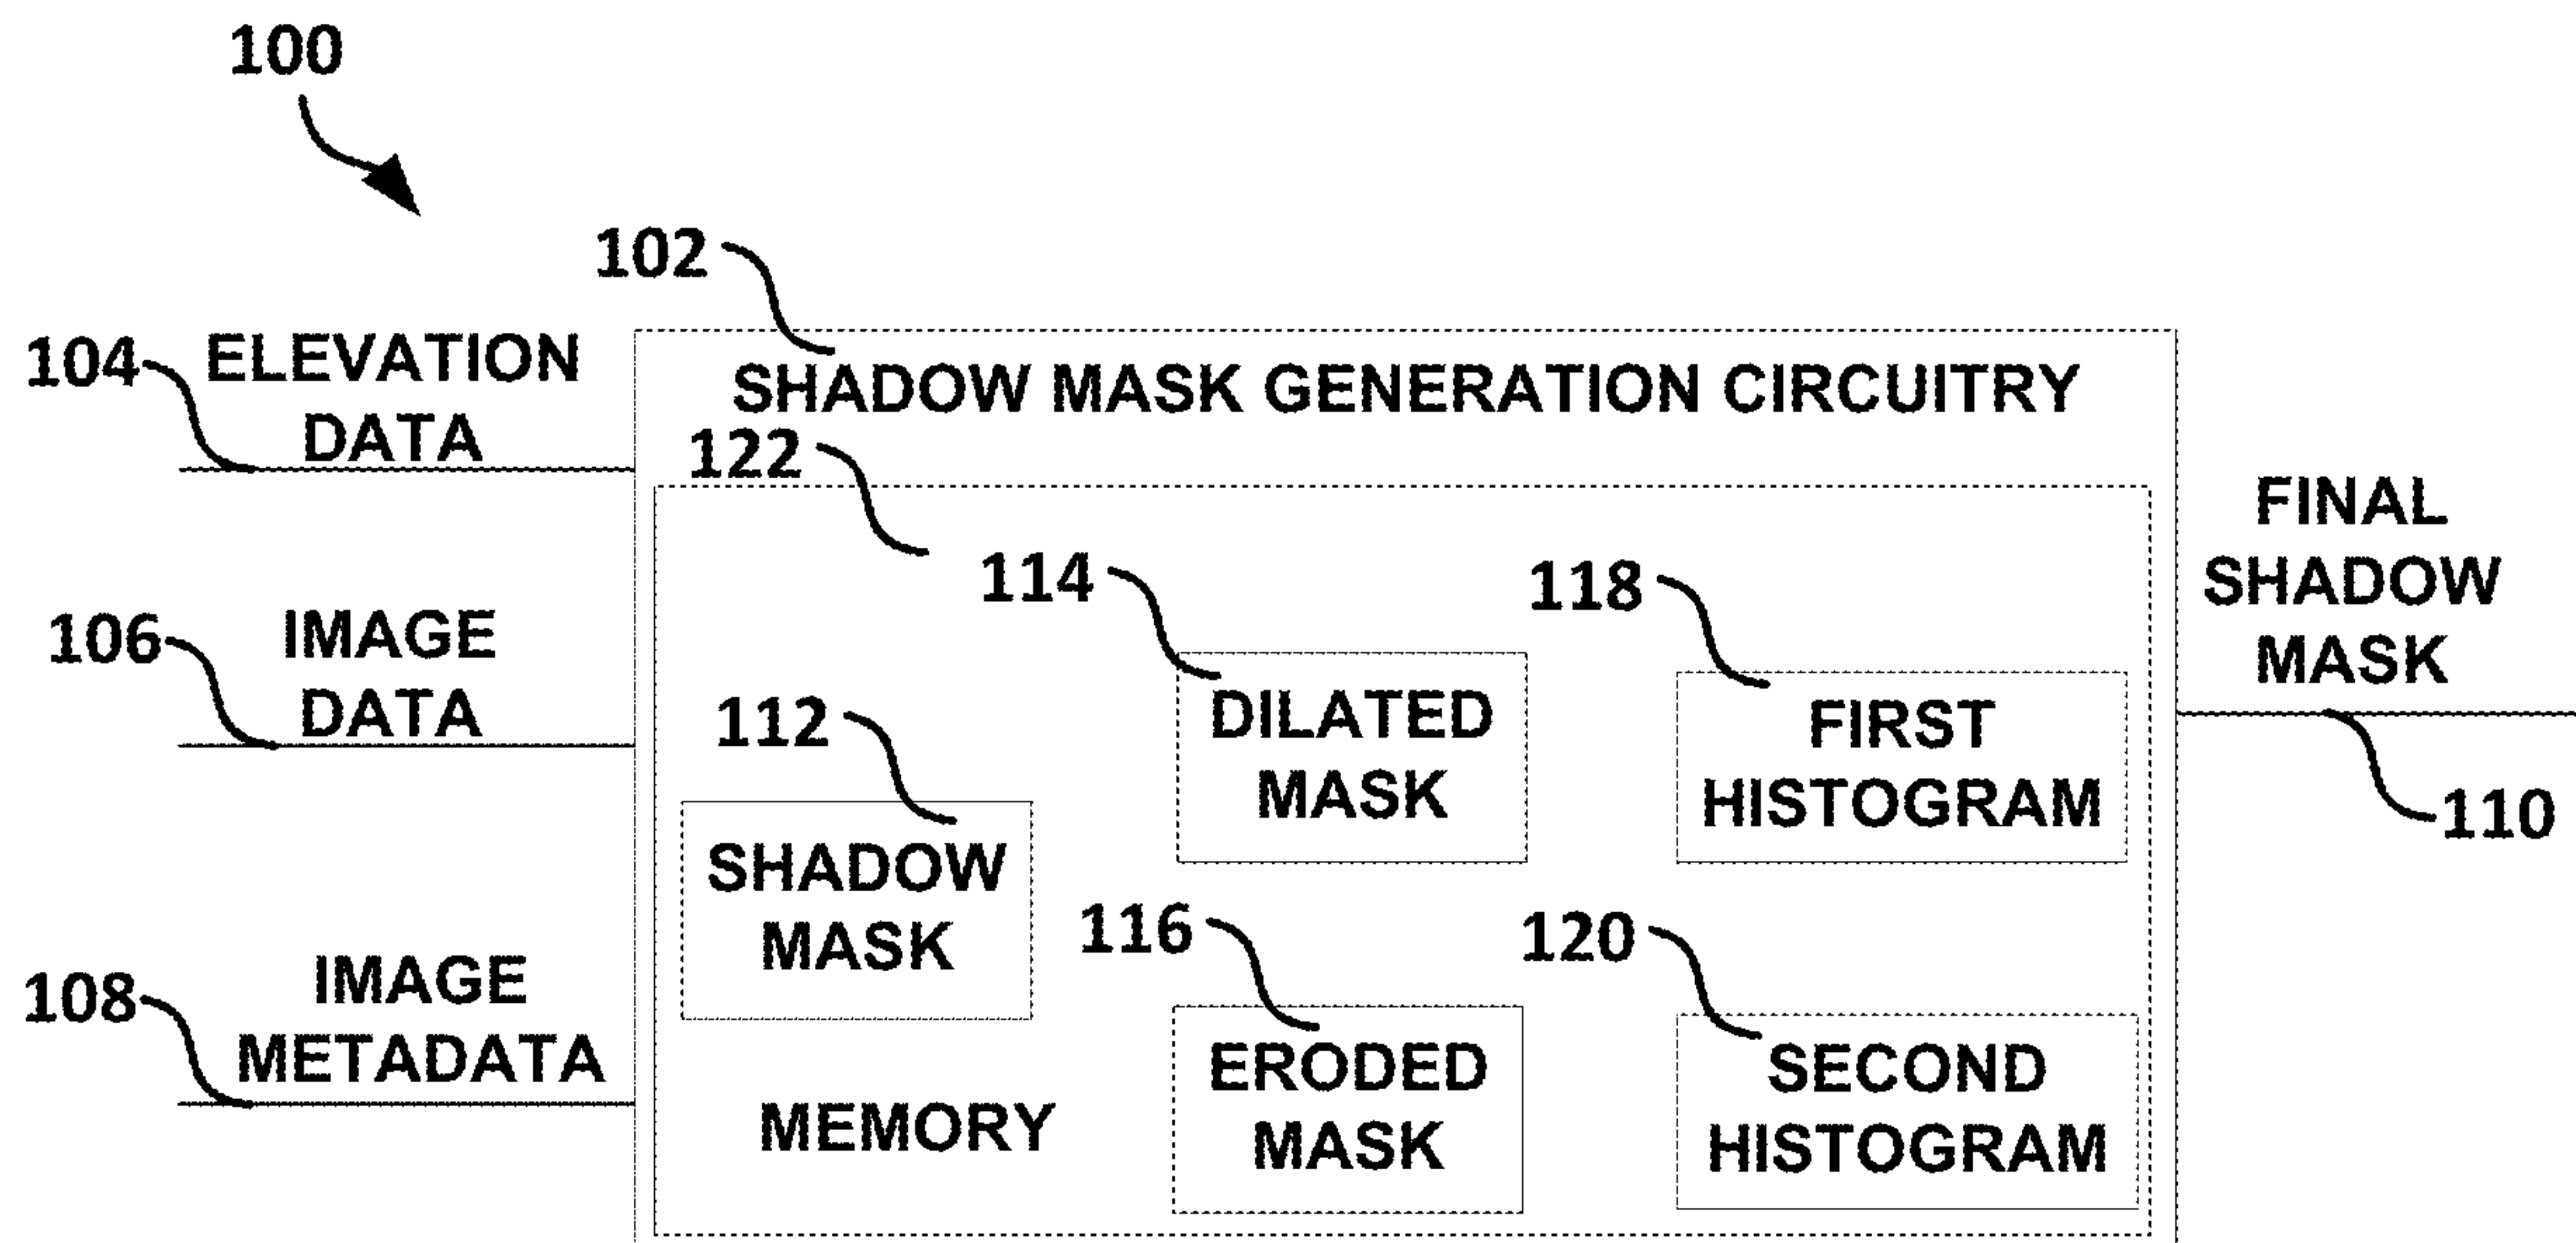 100
102
104
ELEVATION
DATA
SHADOW MASK GENERATION CIRCUITRY
122
FINAL
SHADOW
MASK
110
106
IMAGE
DATA
114
DILATED
MASK
118
FIRST
HISTOGRAM
112
SHADOW
MASK
116
ERODED
MASK
120
SECOND
HISTOGRAM
108
IMAGE
METADATA
MEMORY